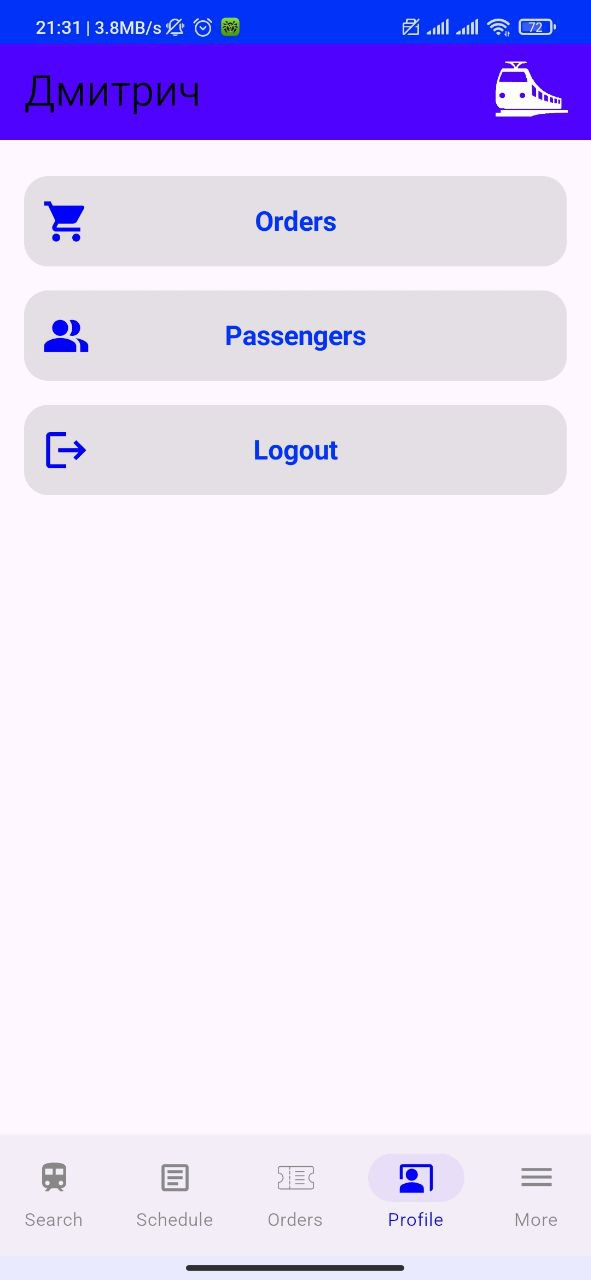 21:31 | 3.8MB/s 72
Дмитрич
Orders
Passengers
Logout
Search Schedule Orders Profile More